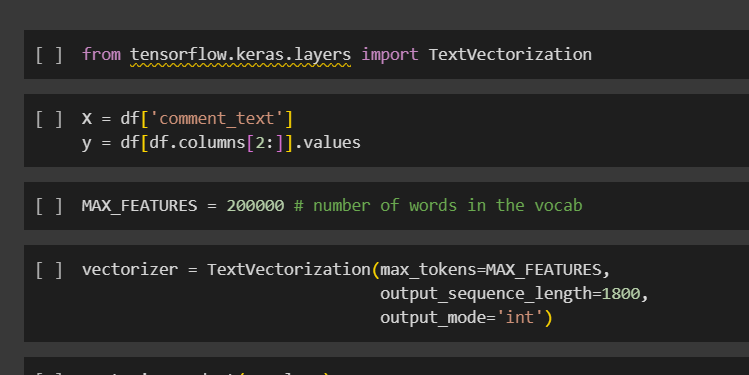 [ ] from tensorflow.keras.layers import TextVectorization
[ ] X = df['comment_text']
y = df[df.columns[2:]].values
[ ] MAX_FEATURES = 200000 # number of words in the vocab
[ ] vectorizer = TextVectorization(max_tokens=MAX_FEATURES,
output_sequence_length=1800,
output_mode='int')